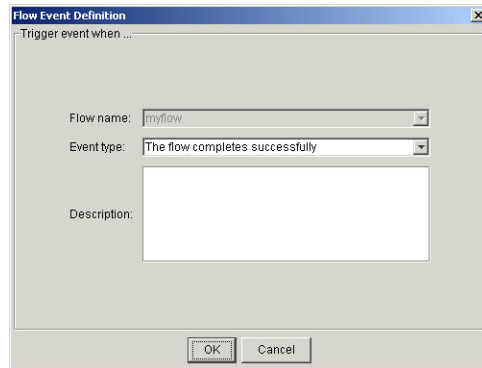 Flow Event Definition
Trigger event when ...
Flow name: myflow
Event type: The flow completes successfully
Description:
OK Cancel